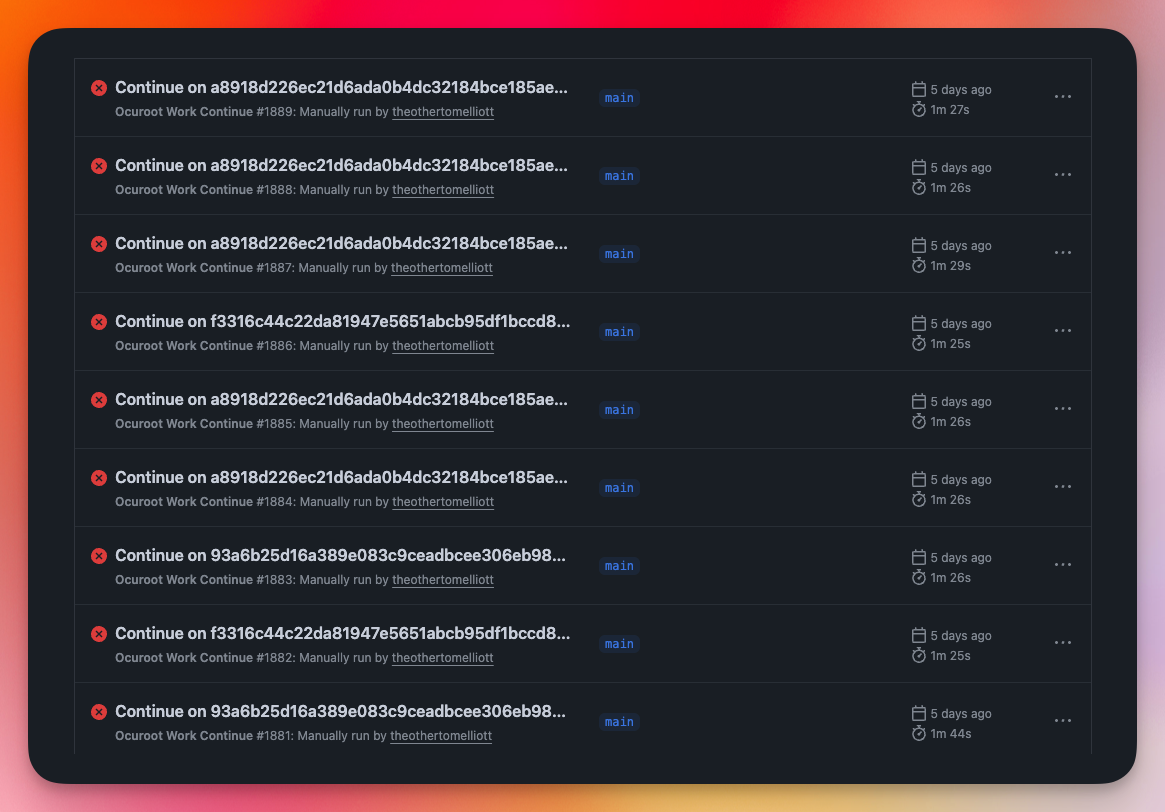 Continue on a8918d226ec21d6ada0b4dc32184bce185ae...
main
5 days ago
Ocuroot Work Continue #1889: Manually run by theothertomelliott
1m 27s
Continue on a8918d226ec21d6ada0b4dc32184bce185ae...
main
5 days ago
Ocuroot Work Continue #1888: Manually run by theothertomelliott
1m 26s
Continue on a8918d226ec21d6ada0b4dc32184bce185ae...
main
5 days ago
Ocuroot Work Continue #1887: Manually run by theothertomelliott
1m 29s
Continue on f3316c44c22da81947e5651abcb95df1bccd8...
main
5 days ago
Ocuroot Work Continue #1886: Manually run by theothertomelliott
1m 25s
Continue on a8918d226ec21d6ada0b4dc32184bce185ae...
main
5 days ago
Ocuroot Work Continue #1885: Manually run by theothertomelliott
1m 26s
Continue on a8918d226ec21d6ada0b4dc32184bce185ae...
main
5 days ago
Ocuroot Work Continue #1884: Manually run by theothertomelliott
1m 26s
Continue on 93a6b25d16a389e083c9ceadbcee306eb98...
main
5 days ago
Ocuroot Work Continue #1883: Manually run by theothertomelliott
1m 26s
Continue on f3316c44c22da81947e5651abcb95df1bccd8...
main
5 days ago
Ocuroot Work Continue #1882: Manually run by theothertomelliott
1m 25s
Continue on 93a6b25d16a389e083c9ceadbcee306eb98...
main
5 days ago
Ocuroot Work Continue #1881: Manually run by theothertomelliott
1m 44s